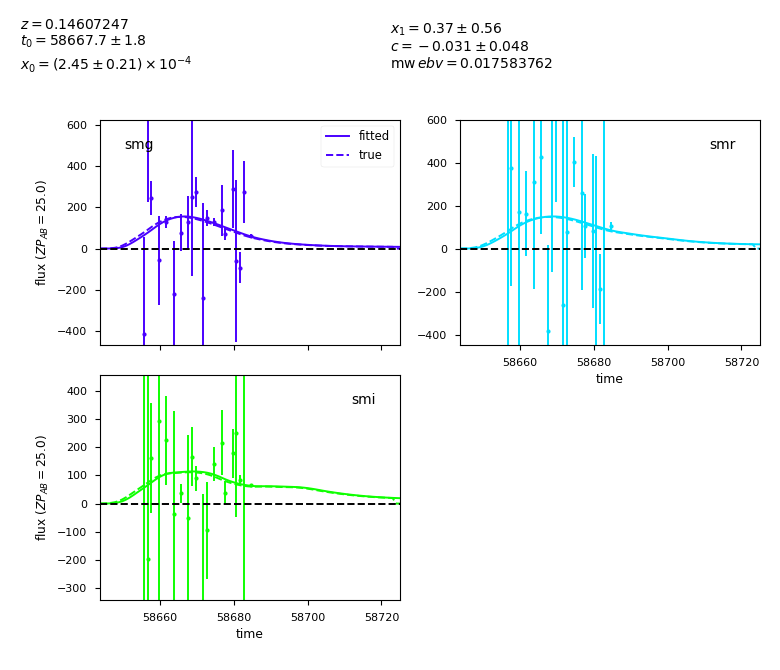 z = 0.14607247
t₀ = 58667.7 ± 1.8
x₀ = (2.45 ± 0.21) × 10⁻⁴
x₁ = 0.37 ± 0.56
c = −0.031 ± 0.048
mw ebv = 0.017583762
smg
fitted
true
600
400
200
0
−200
−400
flux (ZP_AB = 25.0)
smr
600
400
200
0
−200
−400
58660 58680 58700 58720
time
smi
400
300
200
100
0
−100
−200
−300
flux (ZP_AB = 25.0)
58660 58680 58700 58720
time